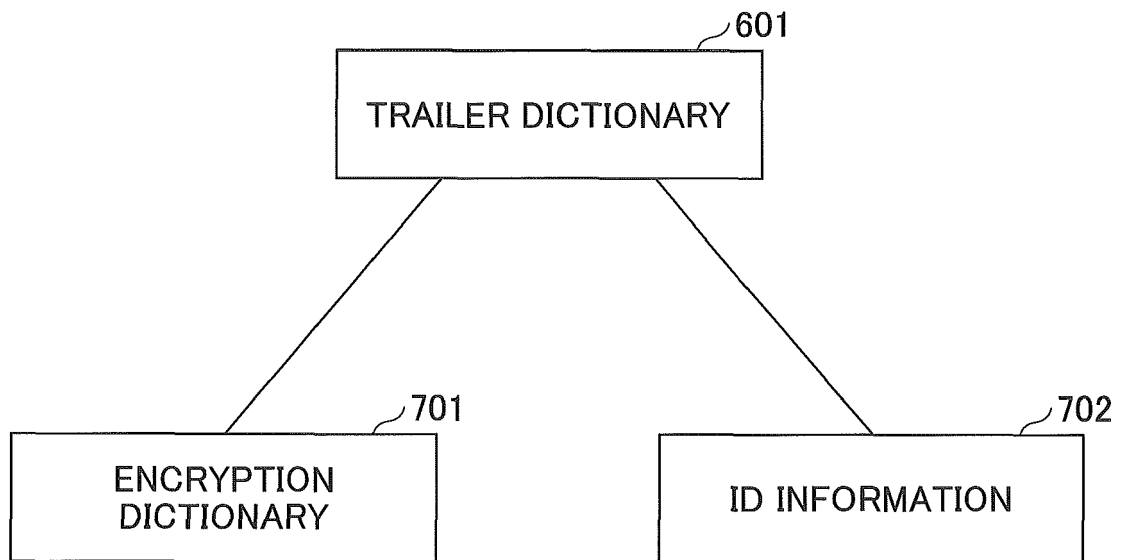 601
TRAILER DICTIONARY
701
702
ENCRYPTION
DICTIONARY
ID INFORMATION